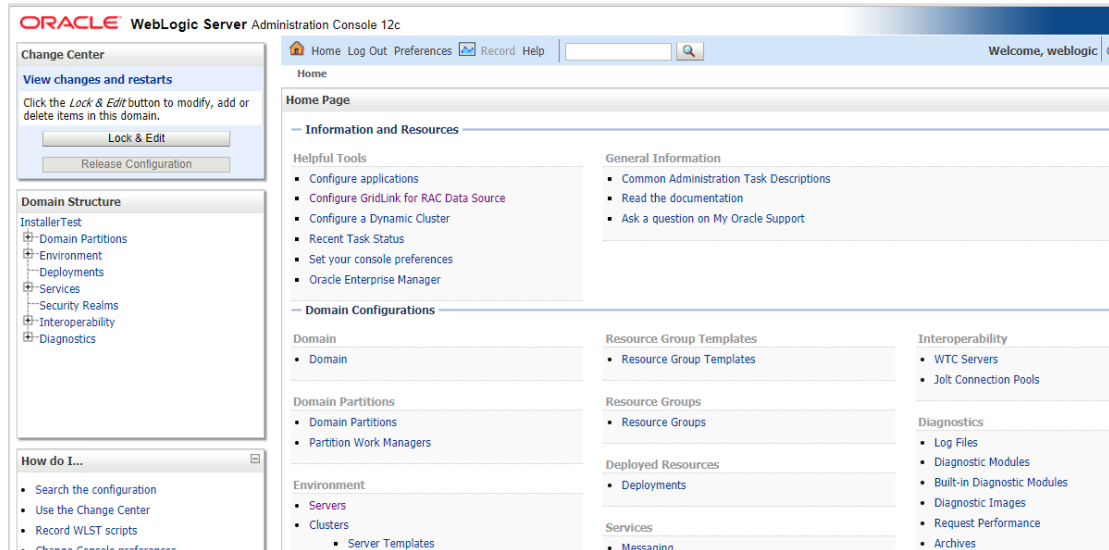 ORACLE WebLogic Server Administration Console 12c
Change Center
View changes and restarts
Click the Lock & Edit button to modify, add or
delete items in this domain.
Lock & Edit
Release Configuration
Domain Structure
InstallerTest
Domain Partitions
Environment
Deployments
Services
Security Realms
Interoperability
Diagnostics
How do I...
Search the configuration
Use the Change Center
Record WLST scripts
Change Console preferences
Home Log Out Preferences Record Help
Welcome, weblogic
Home
Home Page
Information and Resources
Helpful Tools
Configure applications
Configure GridLink for RAC Data Source
Configure a Dynamic Cluster
Recent Task Status
Set your console preferences
Oracle Enterprise Manager
General Information
Common Administration Task Descriptions
Read the documentation
Ask a question on My Oracle Support
Domain Configurations
Domain
Domain
Domain Partitions
Domain Partitions
Partition Work Managers
Environment
Servers
Clusters
Server Templates
Resource Group Templates
Resource Group Templates
Resource Groups
Resource Groups
Deployed Resources
Deployments
Services
Messaging
Interoperability
WTC Servers
Jolt Connection Pools
Diagnostics
Log Files
Diagnostic Modules
Built-in Diagnostic Modules
Diagnostic Images
Request Performance
Archives